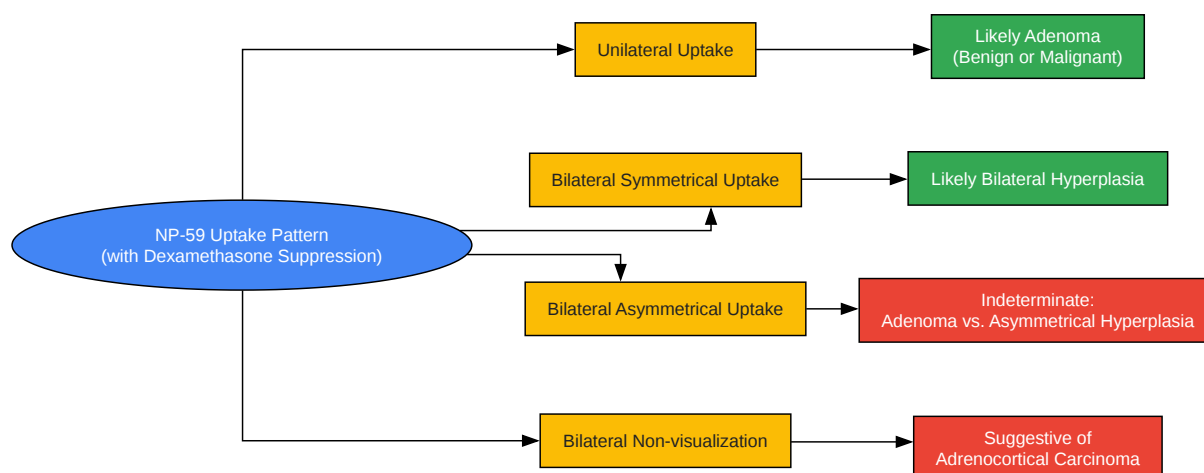 Unilateral Uptake
Likely Adenoma
(Benign or Malignant)
Bilateral Symmetrical Uptake
Likely Bilateral Hyperplasia
NP-59 Uptake Pattern
(with Dexamethasone Suppression)
Bilateral Asymmetrical Uptake
Indeterminate:
Adenoma vs. Asymmetrical Hyperplasia
Bilateral Non-visualization
Suggestive of
Adrenocortical Carcinoma